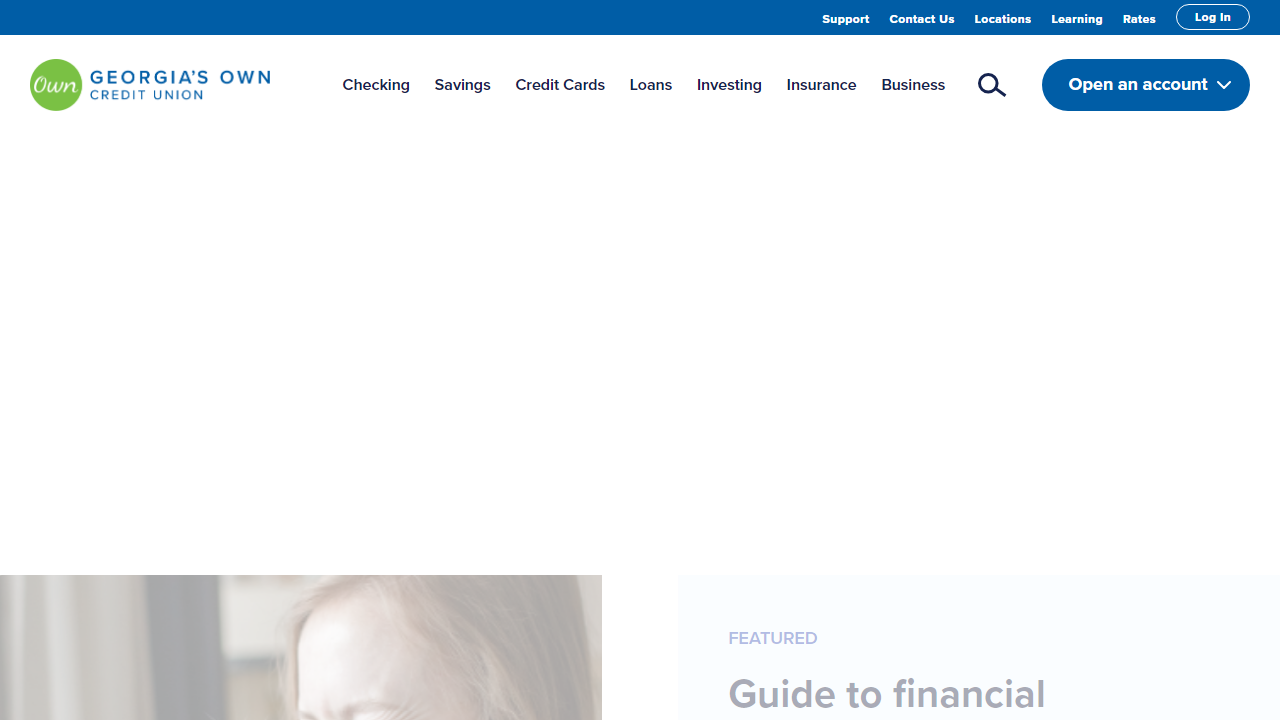 Support Contact Us Locations Learning Rates Log In
Own GEORGIA'S OWN
CREDIT UNION
Checking Savings Credit Cards Loans Investing Insurance Business Open an account
FEATURED
Guide to financial